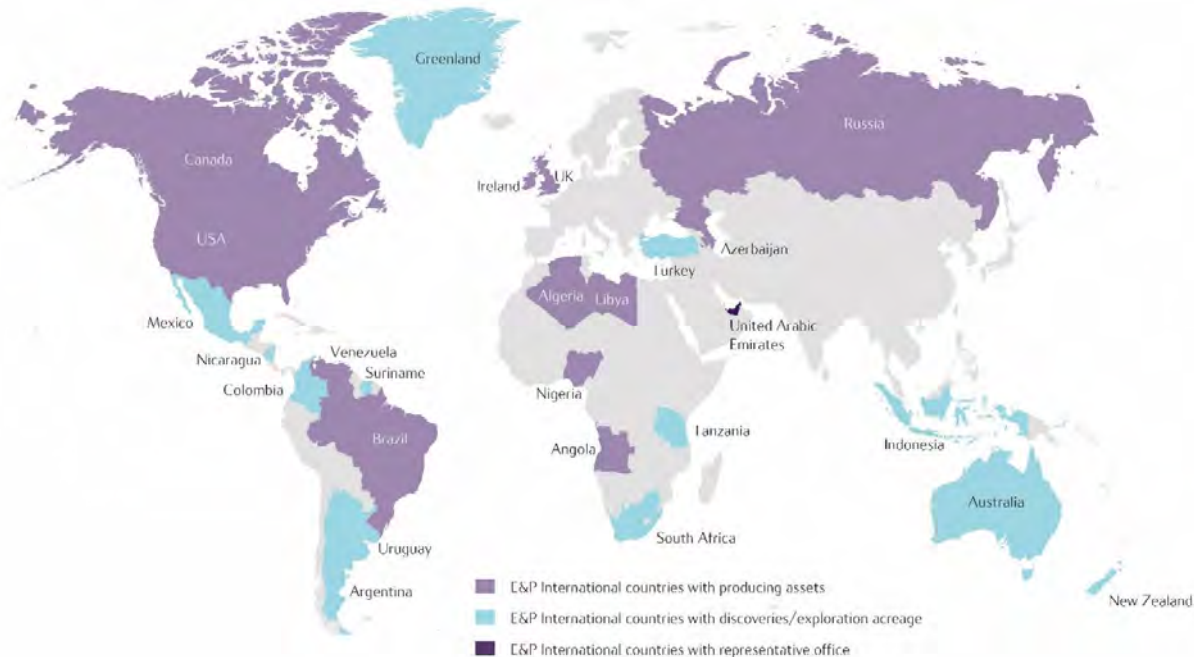 Greenland
Russia
Canada
UK
Ireland
USA
Azerbaijan
Turkey
Algeria
Libya
Mexico
United Arab
Emirates
Venezuela
Nicaragua
Suriname
Colombia
Nigeria
Brazil
Tanzania
Indonesia
Angola
Australia
South Africa
Uruguay
Argentina
New Zealand
E&P International countries with producing assets
E&P International countries with discoveries/exploration acreage
E&P International countries with representative office